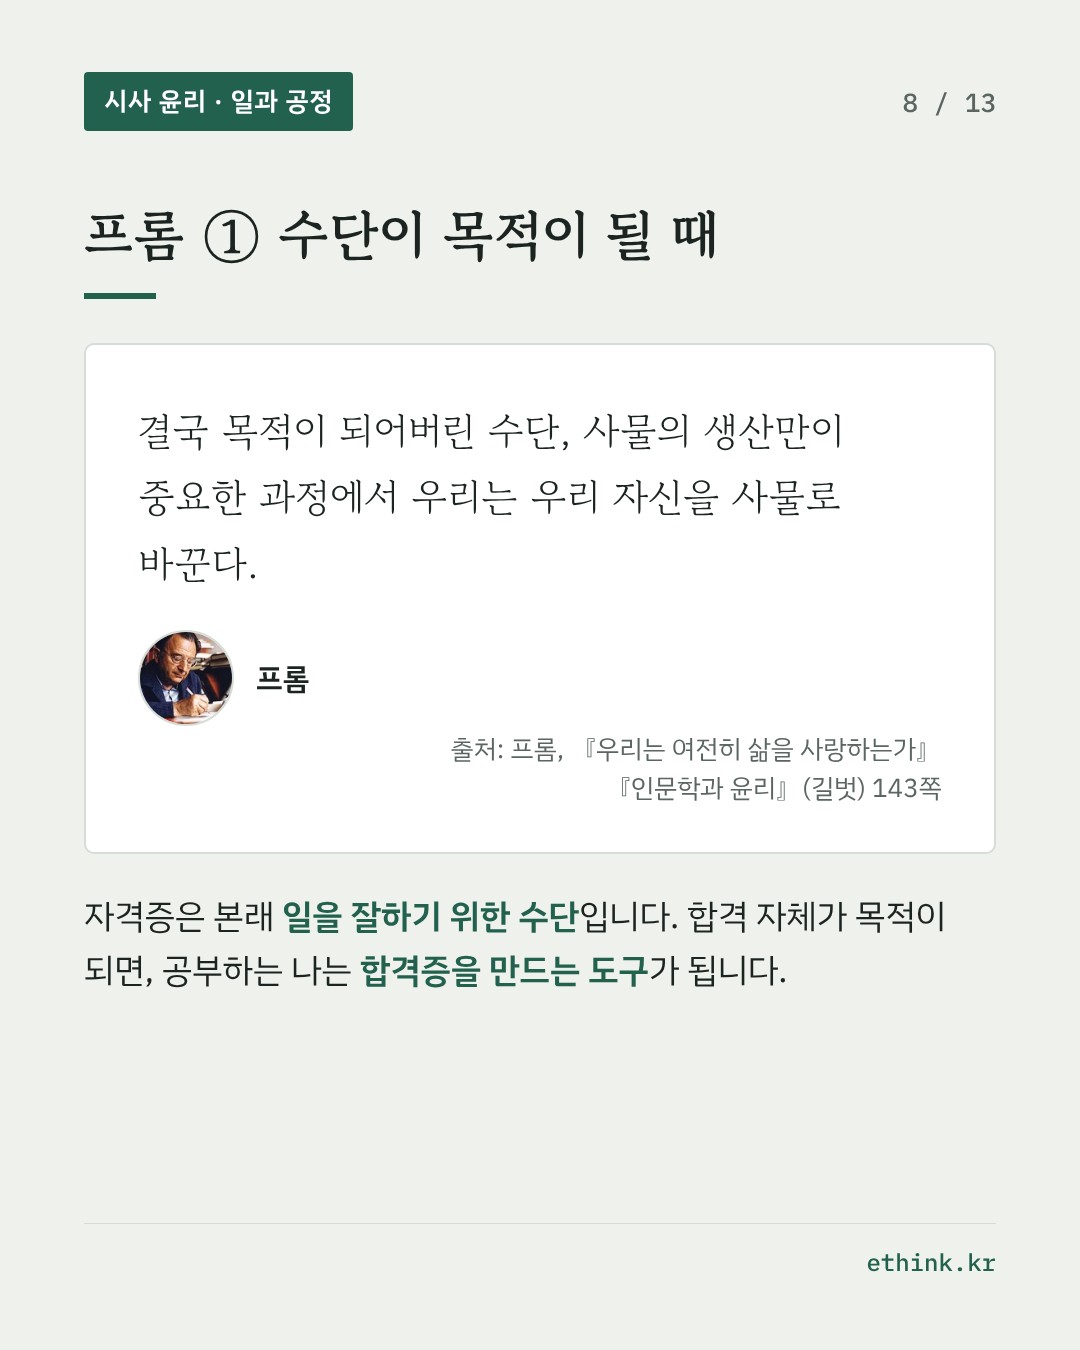 시사 윤리 · 일과 공정
8 / 13
프롬 ① 수단이 목적이 될 때
결국 목적이 되어버린 수단, 사물의 생산만이
중요한 과정에서 우리는 우리 자신을 사물로
바꾼다.
프롬
출처: 프롬, 『우리는 여전히 삶을 사랑하는가』
『인문학과 윤리』(길벗) 143쪽
자격증은 본래 일을 잘하기 위한 수단입니다. 합격 자체가 목적이
되면, 공부하는 나는 합격증을 만드는 도구가 됩니다.
ethink.kr